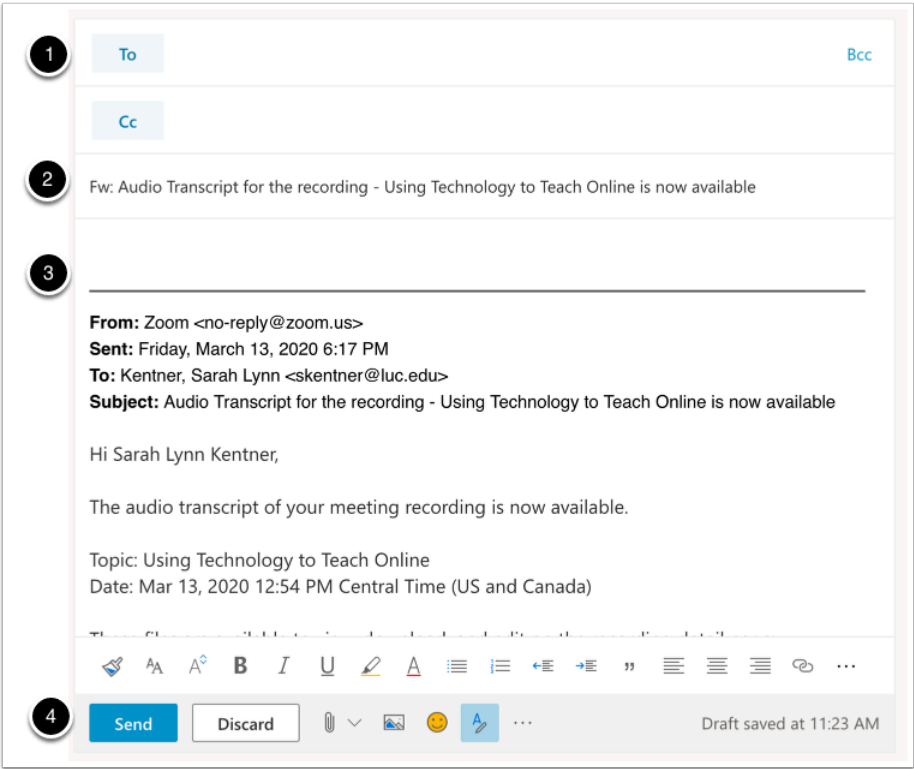 1
To
Bcc
Cc
2
Fw: Audio Transcript for the recording - Using Technology to Teach Online is now available
3
From: Zoom <no-reply@zoom.us>
Sent: Friday, March 13, 2020 6:17 PM
To: Kentner, Sarah Lynn <skentner@luc.edu>
Subject: Audio Transcript for the recording - Using Technology to Teach Online is now available
Hi Sarah Lynn Kentner,
The audio transcript of your meeting recording is now available.
Topic: Using Technology to Teach Online
Date: Mar 13, 2020 12:54 PM Central Time (US and Canada)
4
Send
Discard
Draft saved at 11:23 AM